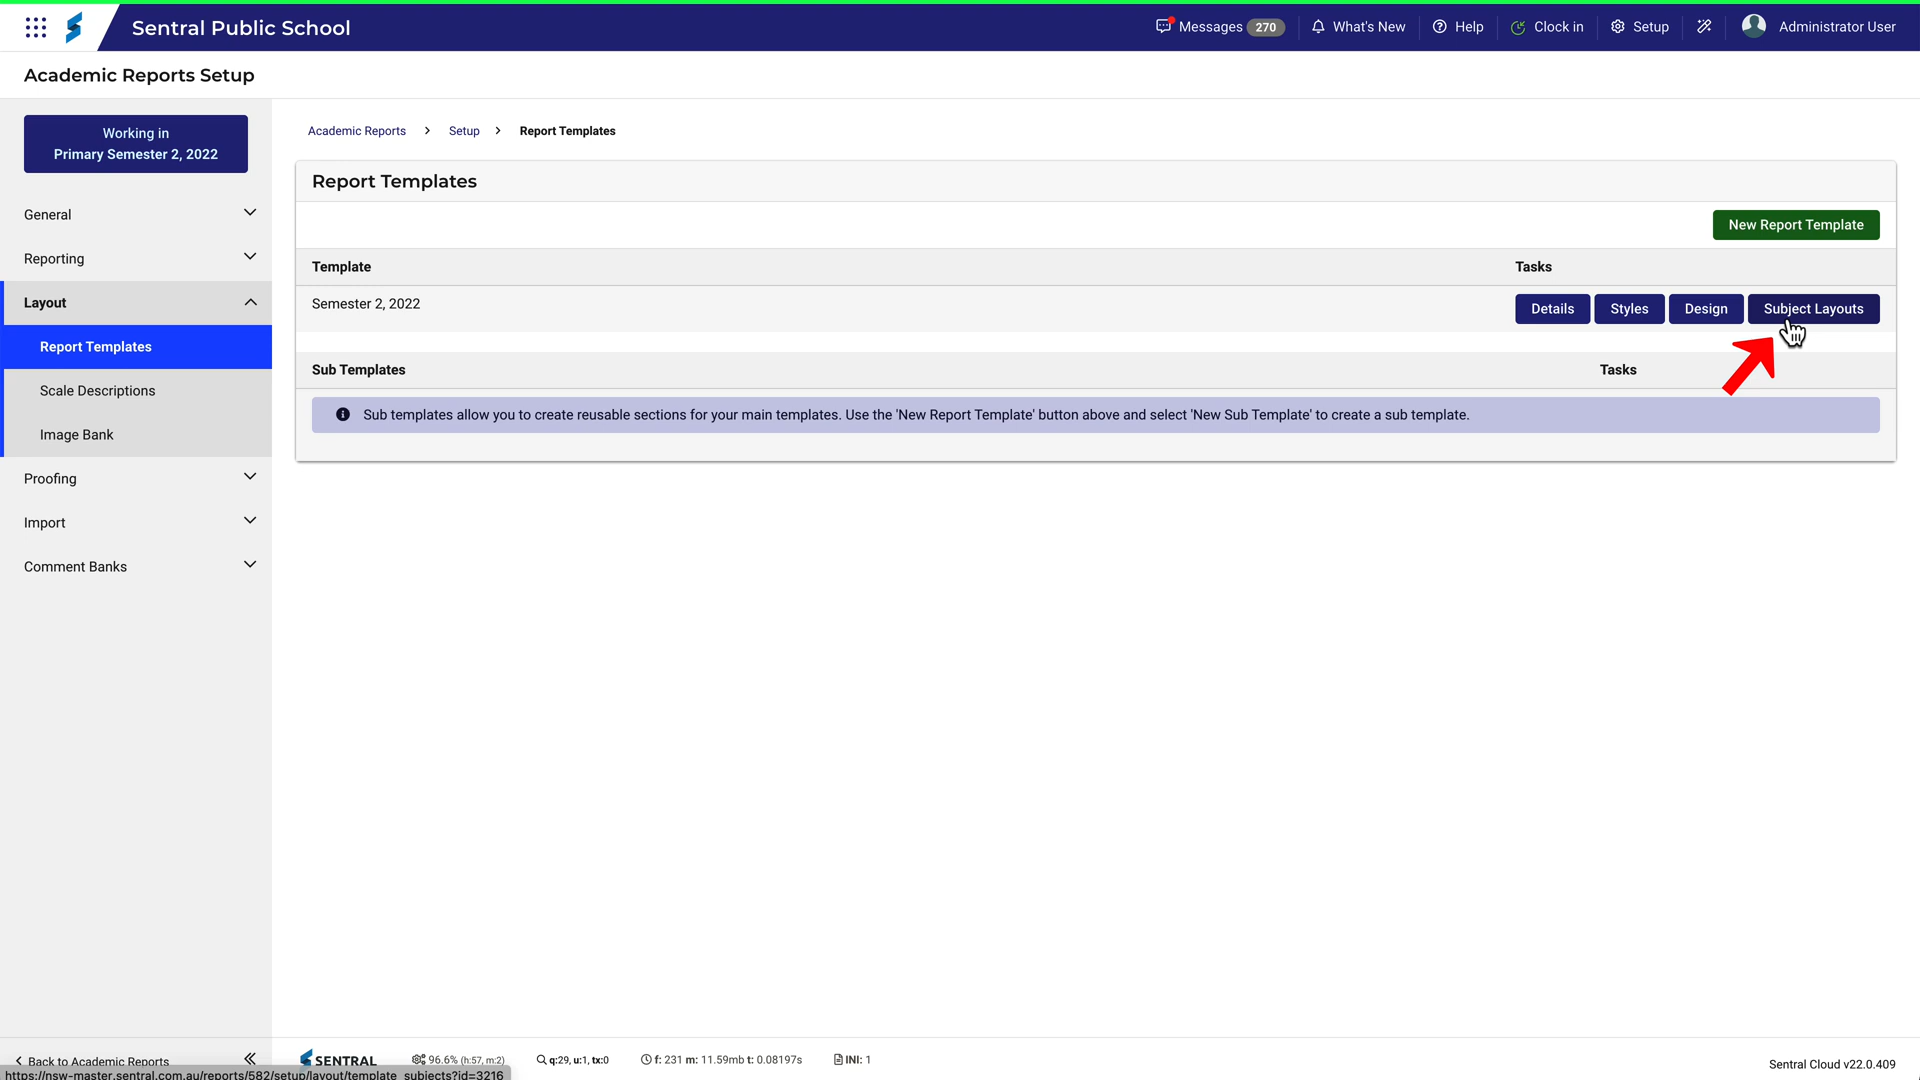 Sentral Public School
Messages 270
What's New
Help
Clock in
Setup
Administrator User
Academic Reports Setup
Working in
Primary Semester 2, 2022
General
Reporting
Layout
Report Templates
Scale Descriptions
Image Bank
Proofing
Import
Comment Banks
Academic Reports > Setup > Report Templates
Report Templates
New Report Template
Template Tasks
Semester 2, 2022 Details Styles Design Subject Layouts
Sub Templates Tasks
Sub templates allow you to create reusable sections for your main templates. Use the 'New Report Template' button above and select 'New Sub Template' to create a sub template.
Back to Academic Reports
SENTRAL 96.6% (h:57, m:2) q:29, u:1, tx:0 f: 231 m: 11.59mb t: 0.08197s INI: 1
Sentral Cloud v22.0.409
https://nsw-master.sentral.com.au/reports/582/setup/layout/template_subjects?id=3216